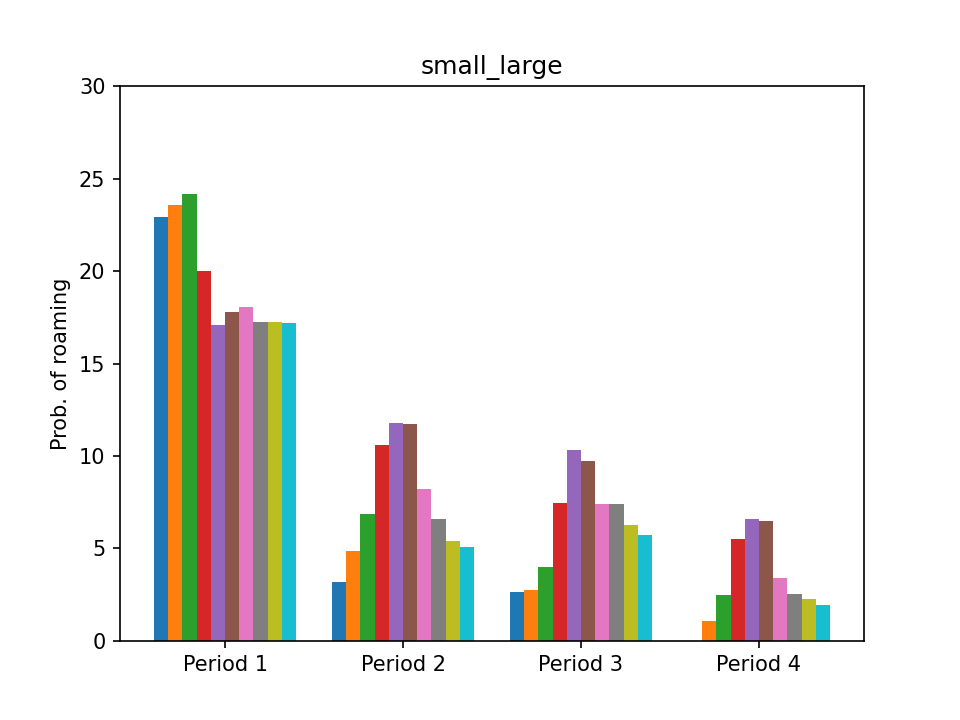 small_large
30
25
20
15
10
5
0
Prob. of roaming
Period 1
Period 2
Period 3
Period 4